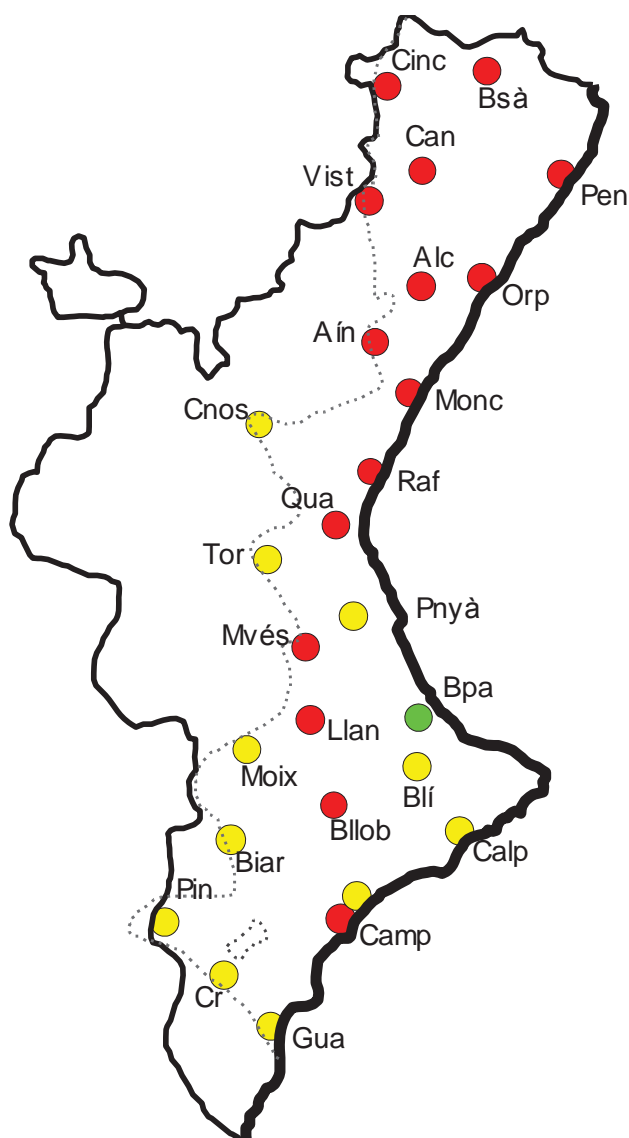 Cinc
Bsà
Can
Vist
Pen
Alc
Orp
Aín
Monc
Cnos
Raf
Qua
Tor
Pnyà
Mvés
Bpa
Llan
Moix
Blí
Bllob
Calp
Biar
Pin
Camp
Cr
Gua